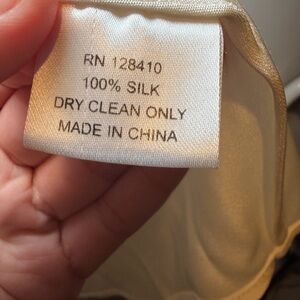 RN 128410
100% SILK
DRY CLEAN ONLY
MADE IN CHINA